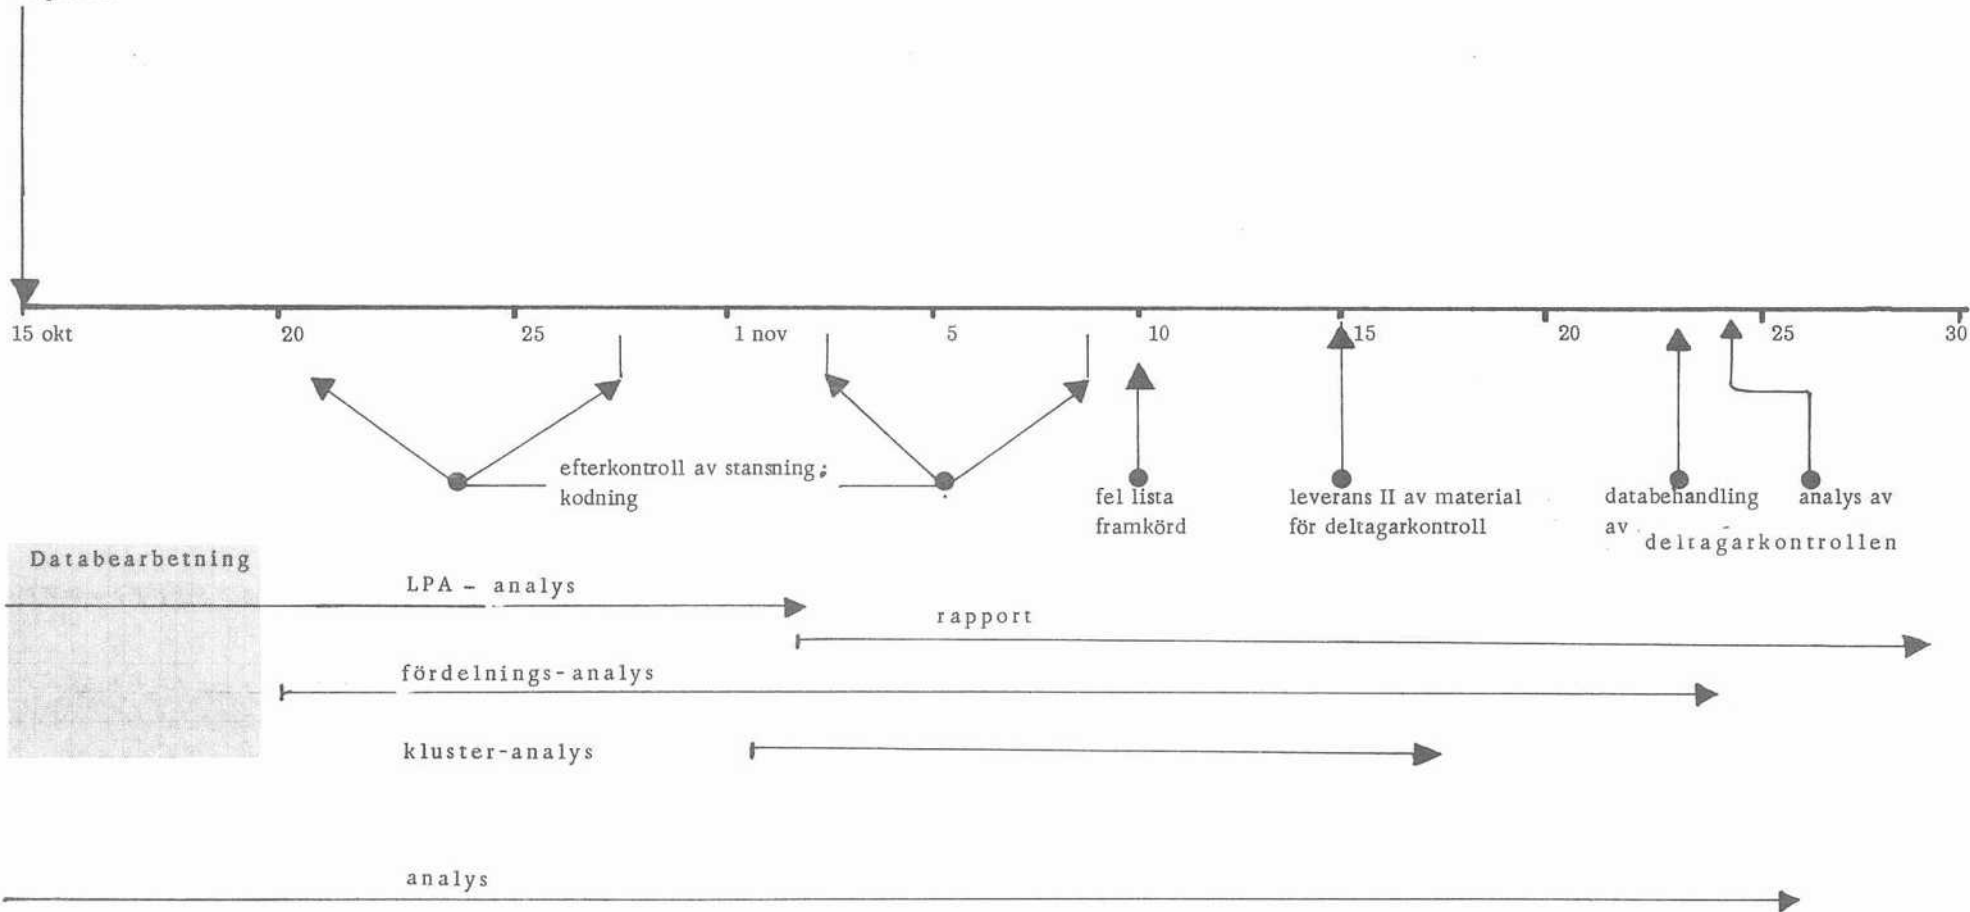 15 okt 20 25 1 nov 5 10 15 20 25 30
efterkontroll av stansning;
kodning
fel lista
framkörd
leverans II av material
för deltagarkontroll
databehandling
av
analys av
deltagarkontrollen
Databearbetning
LPA - analys
rapport
fördelnings-analys
kluster-analys
analys